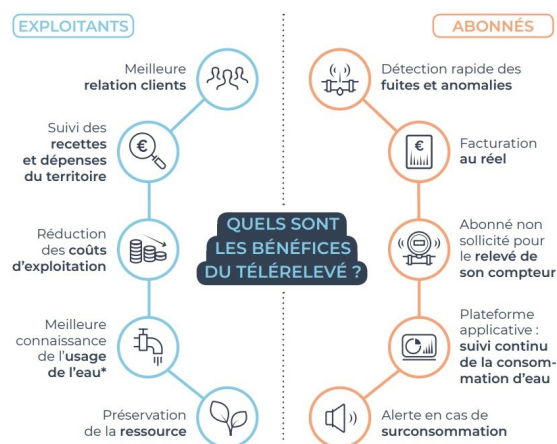 EXPLOITANTS
Meilleure
relation clients
Suivi des
recettes
et dépenses
du territoire
€
Réduction
des coûts
d'exploitation
Meilleure
connaissance
de l'usage
de l'eau*
Préservation
de la ressource
QUELS SONT
LES BÉNÉFICES
DU TÉLÉRELEVÉ ?
ABONNÉS
Détection rapide des
fuites et anomalies
€
Facturation
au réel
Abonné non
sollicité pour
le relevé de
son compteur
Plateforme
applicative :
suivi continu
de la consom-
mation d'eau
Alerte en cas de
surconsommation